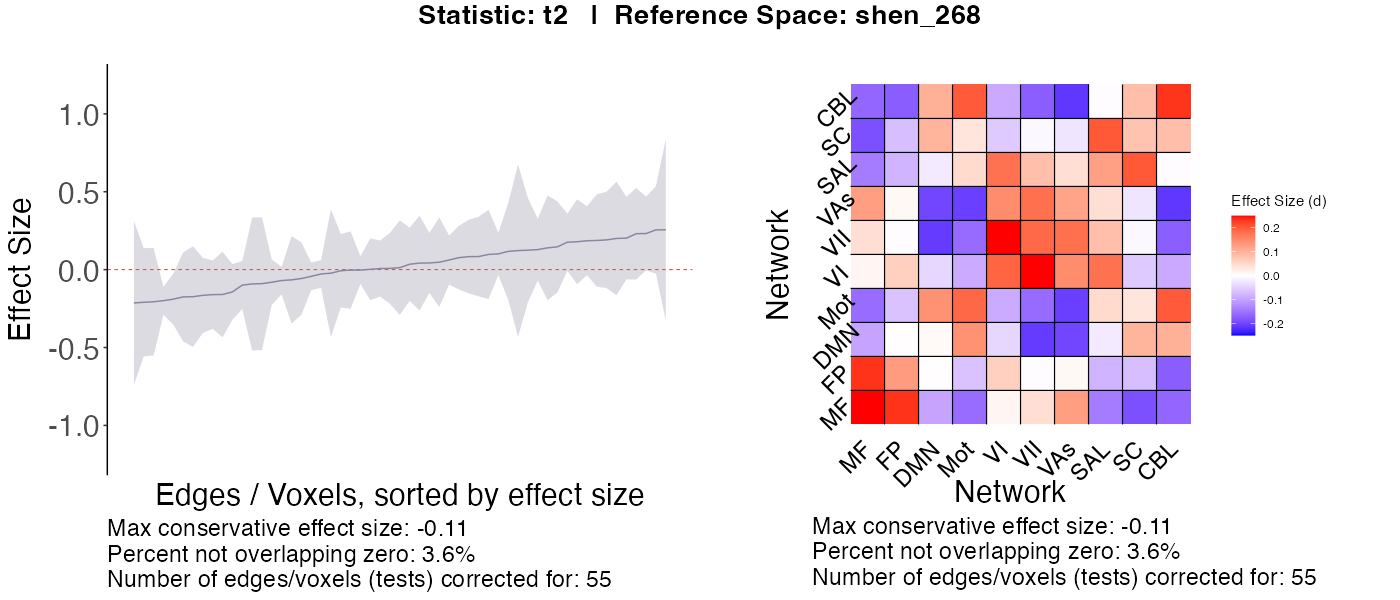 Statistic: t2 | Reference Space: shen_268
Effect Size
1.0
0.5
0.0
-0.5
-1.0
Edges / Voxels, sorted by effect size
Max conservative effect size: -0.11
Percent not overlapping zero: 3.6%
Number of edges/voxels (tests) corrected for: 55
Network
CBL
SC
SAL
VAs
VII
VI
Mot
DMN
FP
MF
MF
FP
DMN
Mot
VI
VII
VAs
SAL
SC
CBL
Network
Effect Size (d)
0.2
0.1
0.0
-0.1
-0.2
Max conservative effect size: -0.11
Percent not overlapping zero: 3.6%
Number of edges/voxels (tests) corrected for: 55